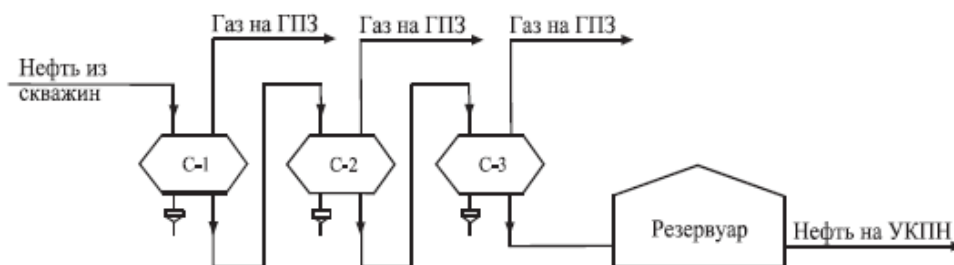 Газ на ГПЗ
Газ на ГПЗ
Газ на ГПЗ
Нефть из
скважин
С-1
С-2
С-3
Резервуар
Нефть на УКПН